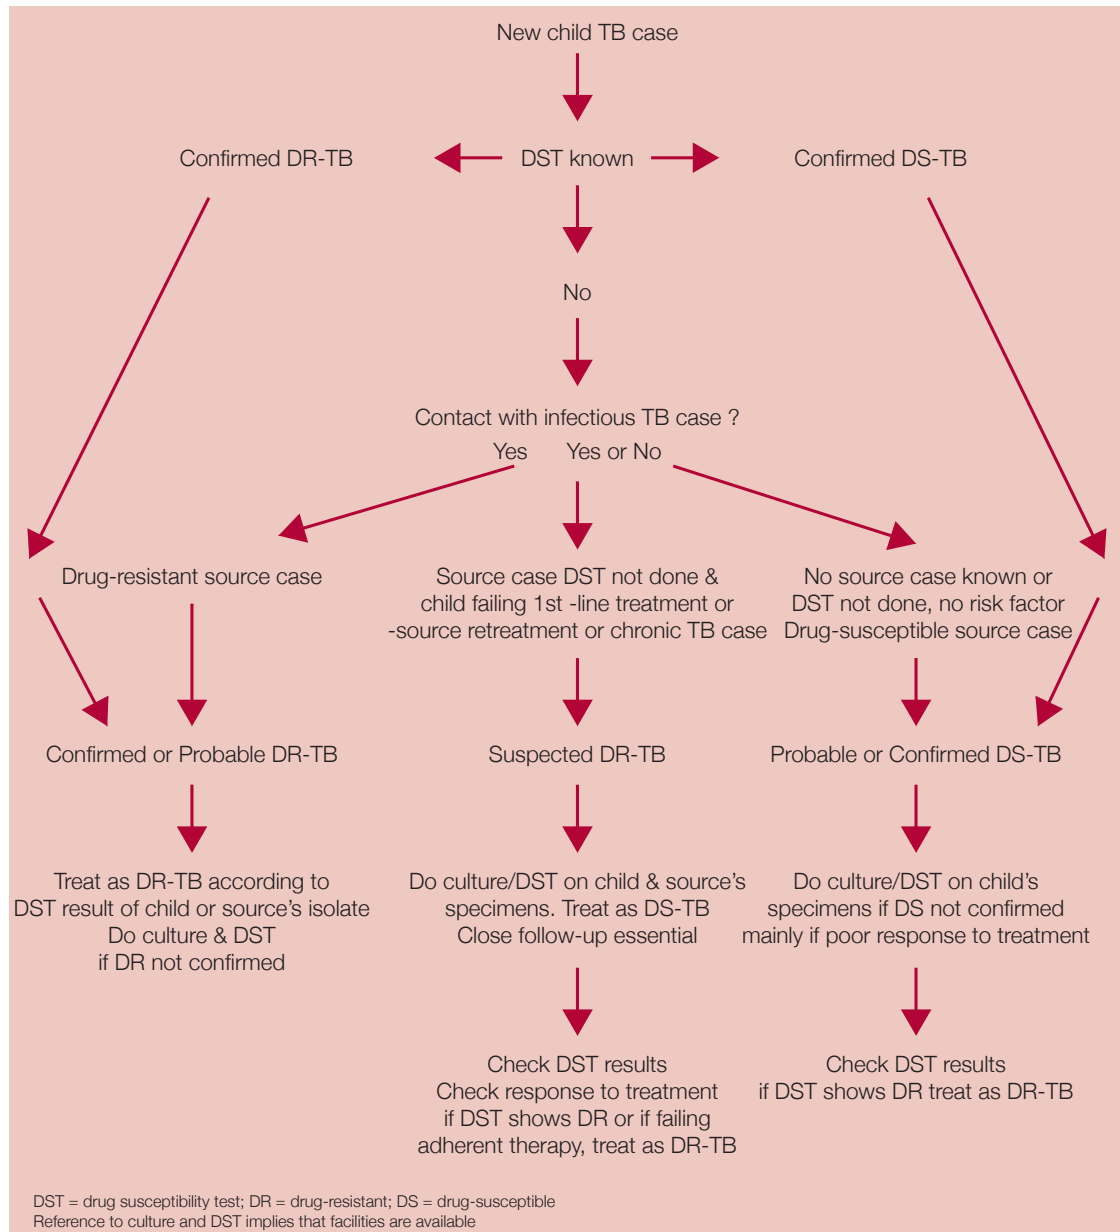 New child TB case
Confirmed DR-TB
DST known
Confirmed DS-TB
No
Contact with infectious TB case ?
Yes
Yes or No
Drug-resistant source case
Source case DST not done &
child failing 1st -line treatment or
-source retreatment or chronic TB case
No source case known or
DST not done, no risk factor
Drug-susceptible source case
Confirmed or Probable DR-TB
Suspected DR-TB
Probable or Confirmed DS-TB
Treat as DR-TB according to
DST result of child or source's isolate
Do culture & DST
if DR not confirmed
Do culture/DST on child & source's
specimens. Treat as DS-TB
Close follow-up essential
Do culture/DST on child's
specimens if DS not confirmed
mainly if poor response to treatment
Check DST results
Check response to treatment
if DST shows DR or if failing
adherent therapy, treat as DR-TB
Check DST results
if DST shows DR treat as DR-TB
DST = drug susceptibility test; DR = drug-resistant; DS = drug-susceptible
Reference to culture and DST implies that facilities are available